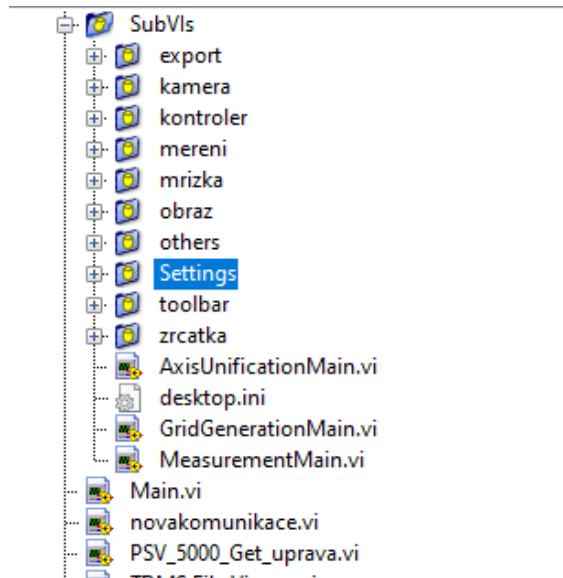 SubVIs
export
kamera
kontroler
mereni
mrizka
obraz
others
Settings
toolbar
zrcatka
AxisUnificationMain.vi
desktop.ini
GridGenerationMain.vi
MeasurementMain.vi
Main.vi
novakomunikace.vi
PSV_5000_Get_uprava.vi